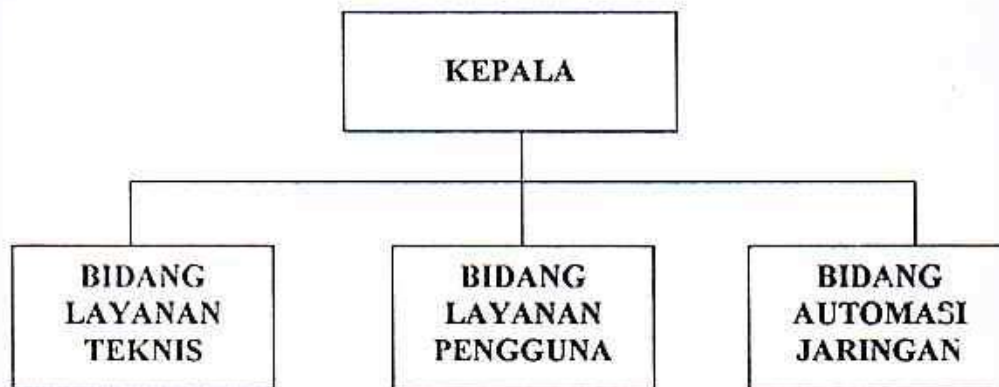 KEPALA
BIDANG
LAYANAN
TEKNIS
BIDANG
LAYANAN
PENGGUNA
BIDANG
AUTOMASI
JARINGAN